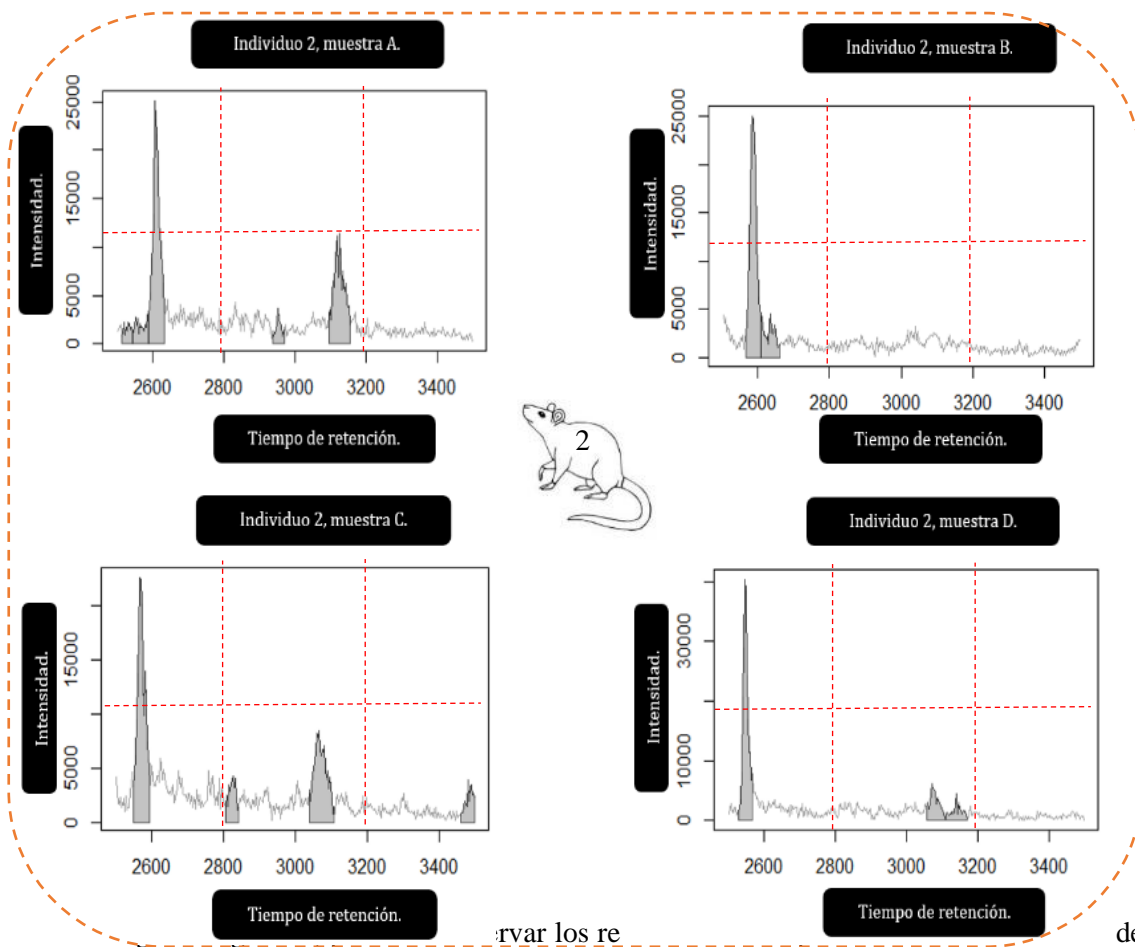 Individuo 2, muestra A.
Individuo 2, muestra B.
Intensidad.
25000
15000
5000
0
2600 2800 3000 3200 3400
Tiempo de retención.
Intensidad.
25000
15000
5000
0
2600 2800 3000 3200 3400
Tiempo de retención.
2
Individuo 2, muestra C.
Individuo 2, muestra D.
Intensidad.
15000
5000
0
2600 2800 3000 3200 3400
Tiempo de retención.
Intensidad.
30000
10000
0
2600 2800 3000 3200 3400
Tiempo de retención.
rvar los re